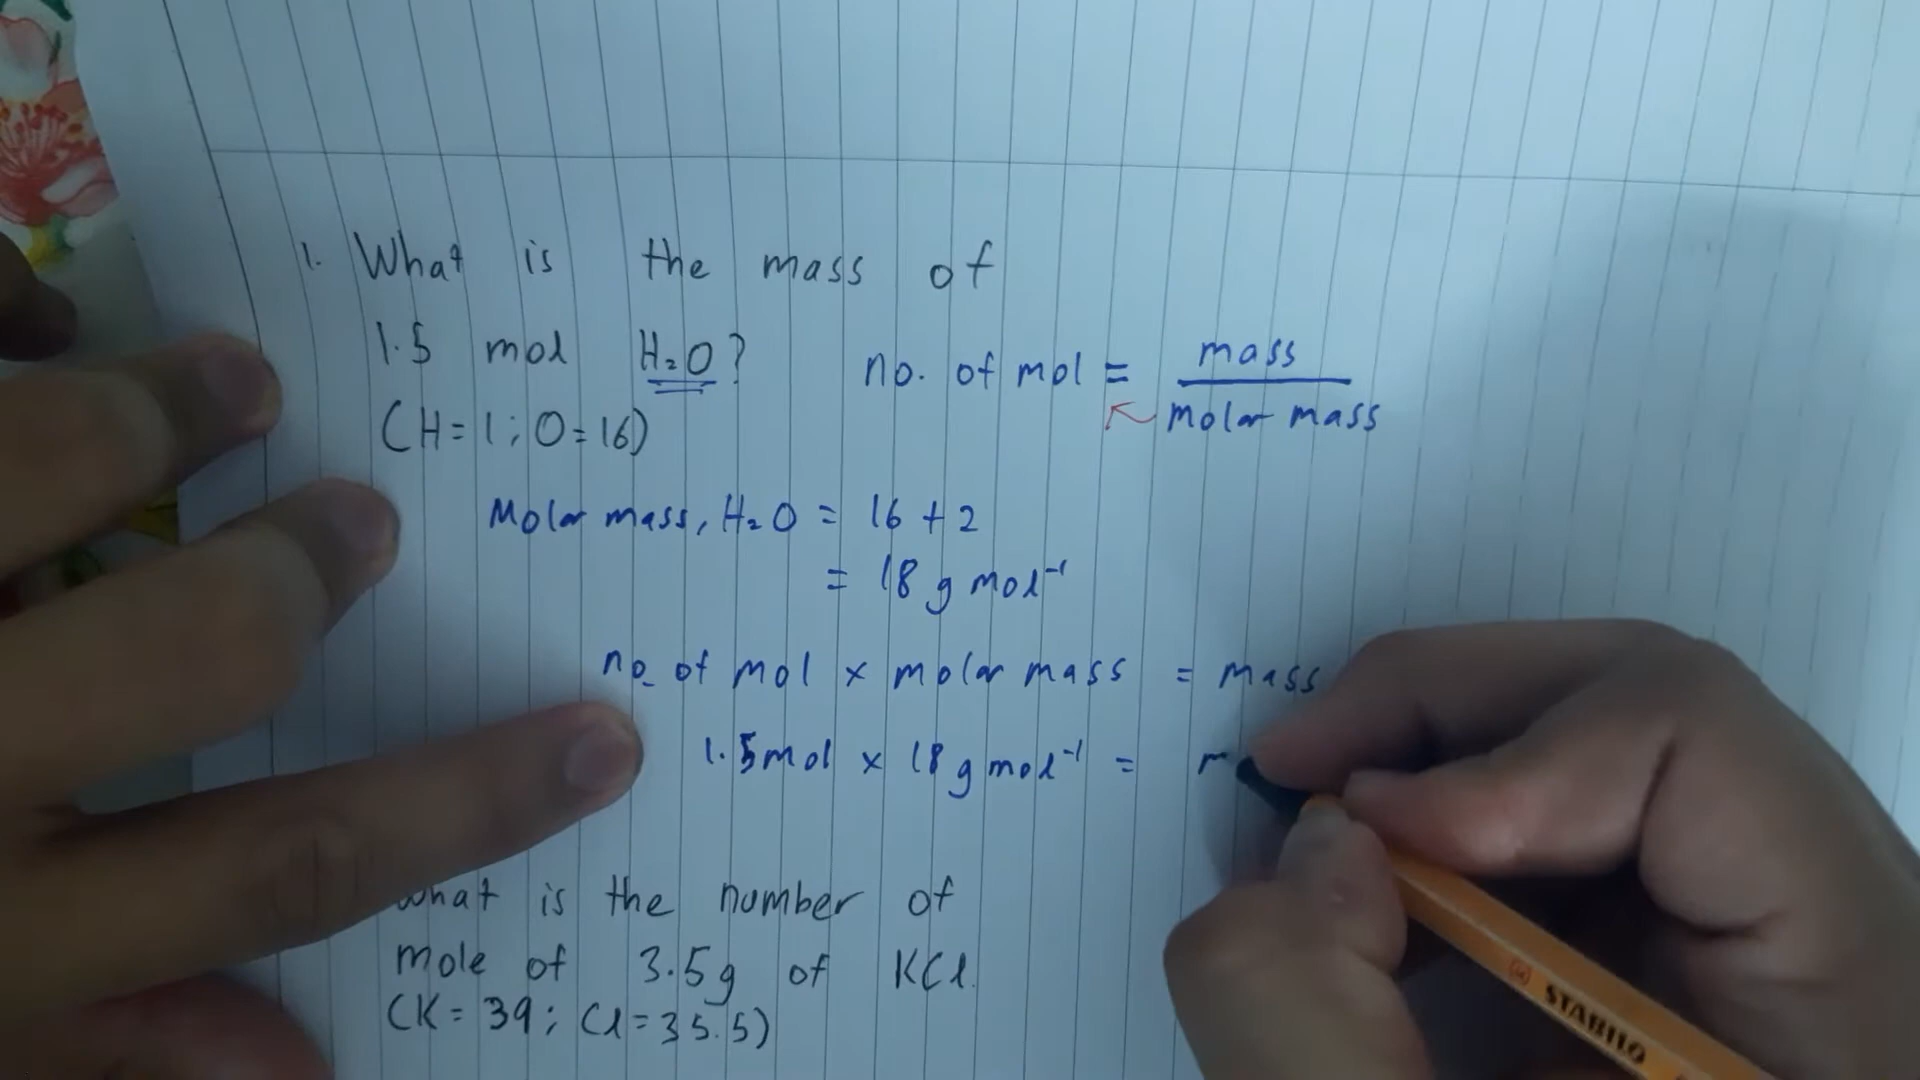 1. What is the mass of
1.5 mol H₂O?
(H=1; O=16)
no. of mol = mass
molar mass
Molar mass, H₂O = 16 + 2
= 18 g mol⁻¹
no. of mol × molar mass = mass
1.5 mol × 18 g mol⁻¹ =
What is the number of
mole of 3.5g of KCl.
(K = 39; Cl = 35.5)
STABILO